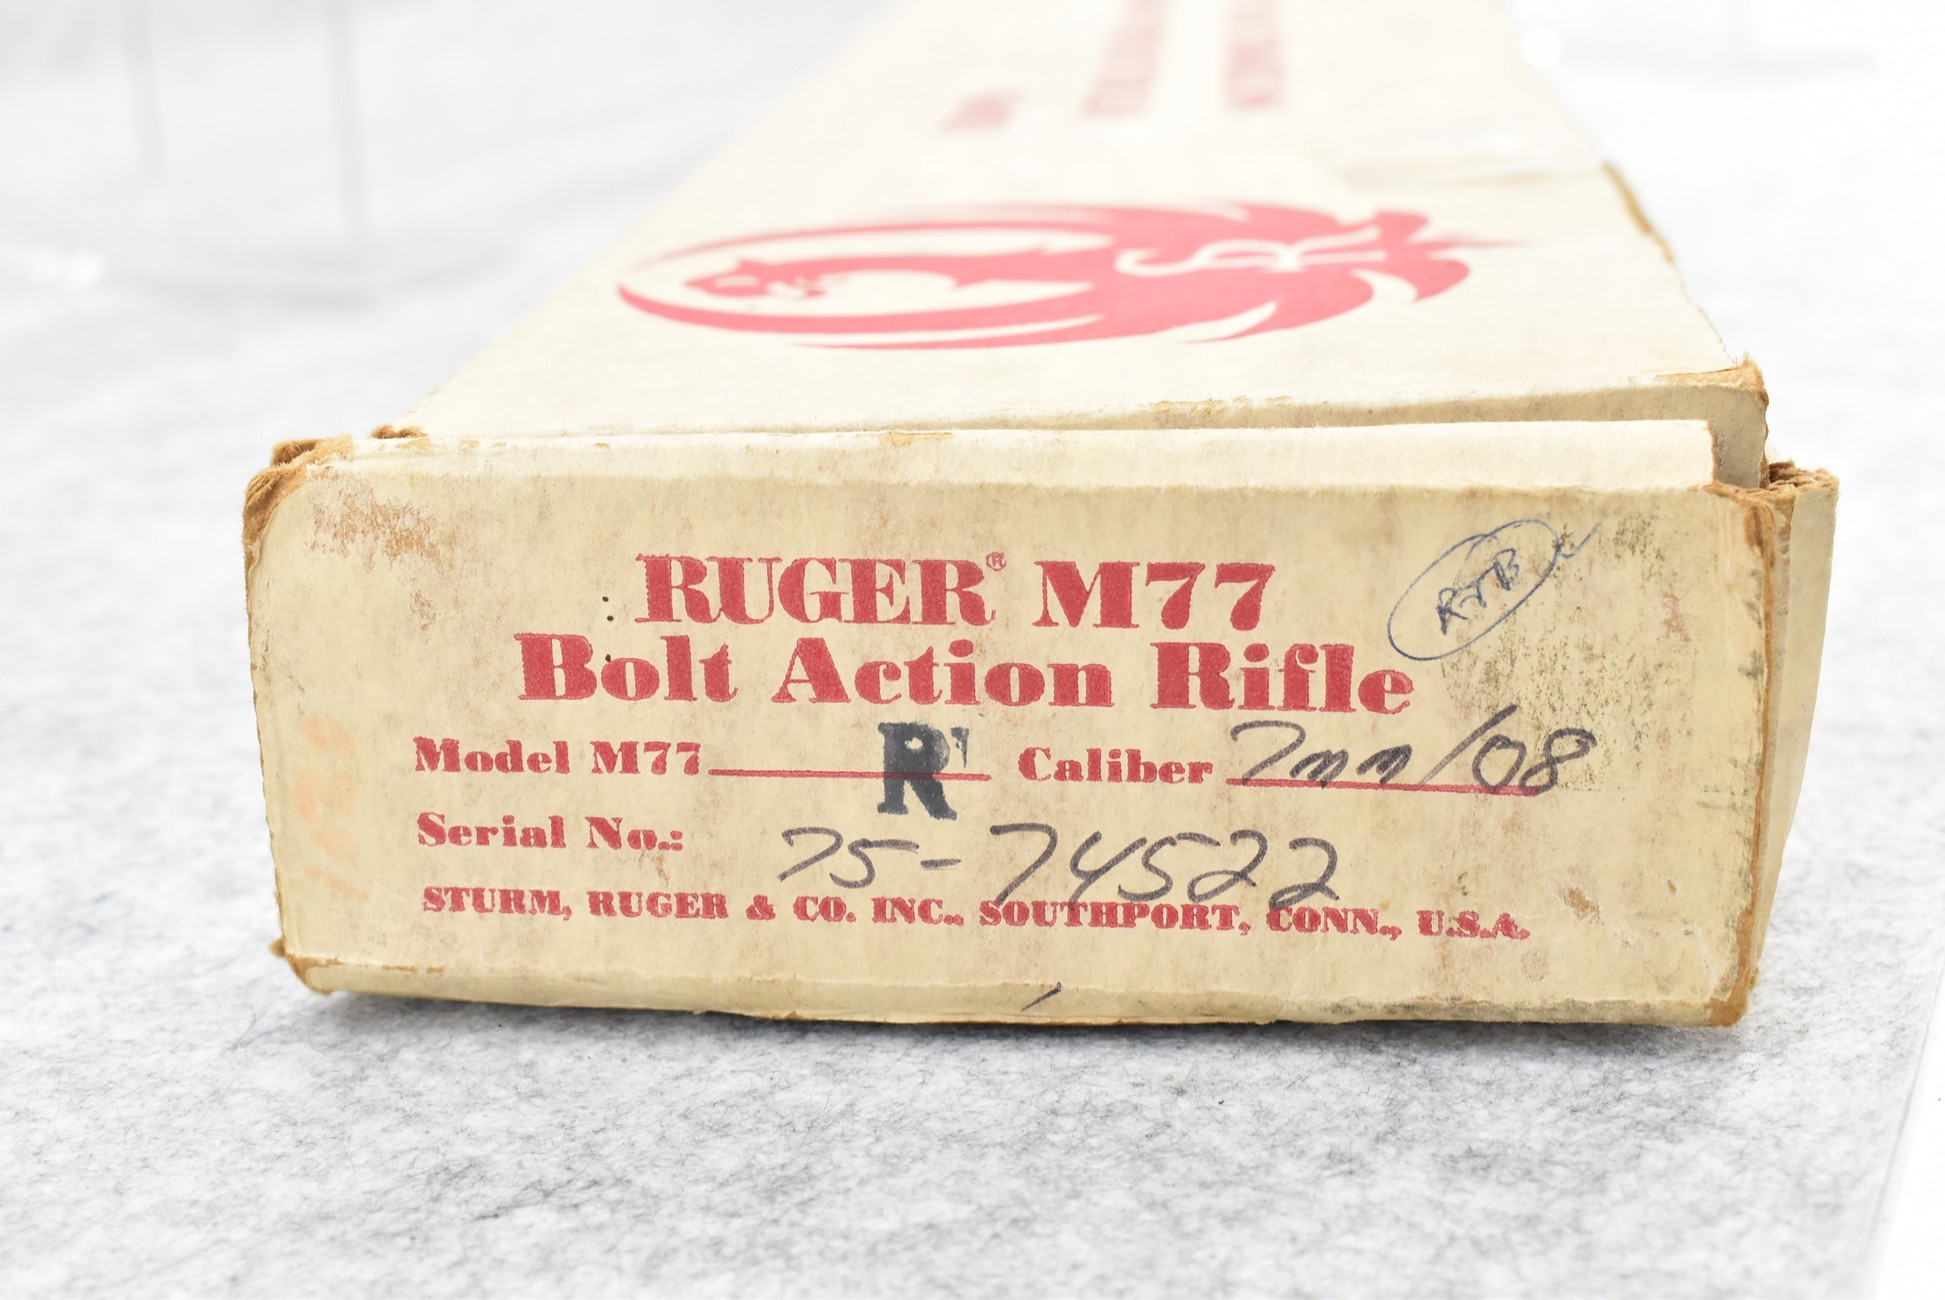 SR
RUGER® M77
Bolt Action Rifle
RTB
Model M77 R Caliber 7mm/08
Serial No.: 75-74522
STURM, RUGER & CO. INC., SOUTHPORT, CONN., U.S.A.